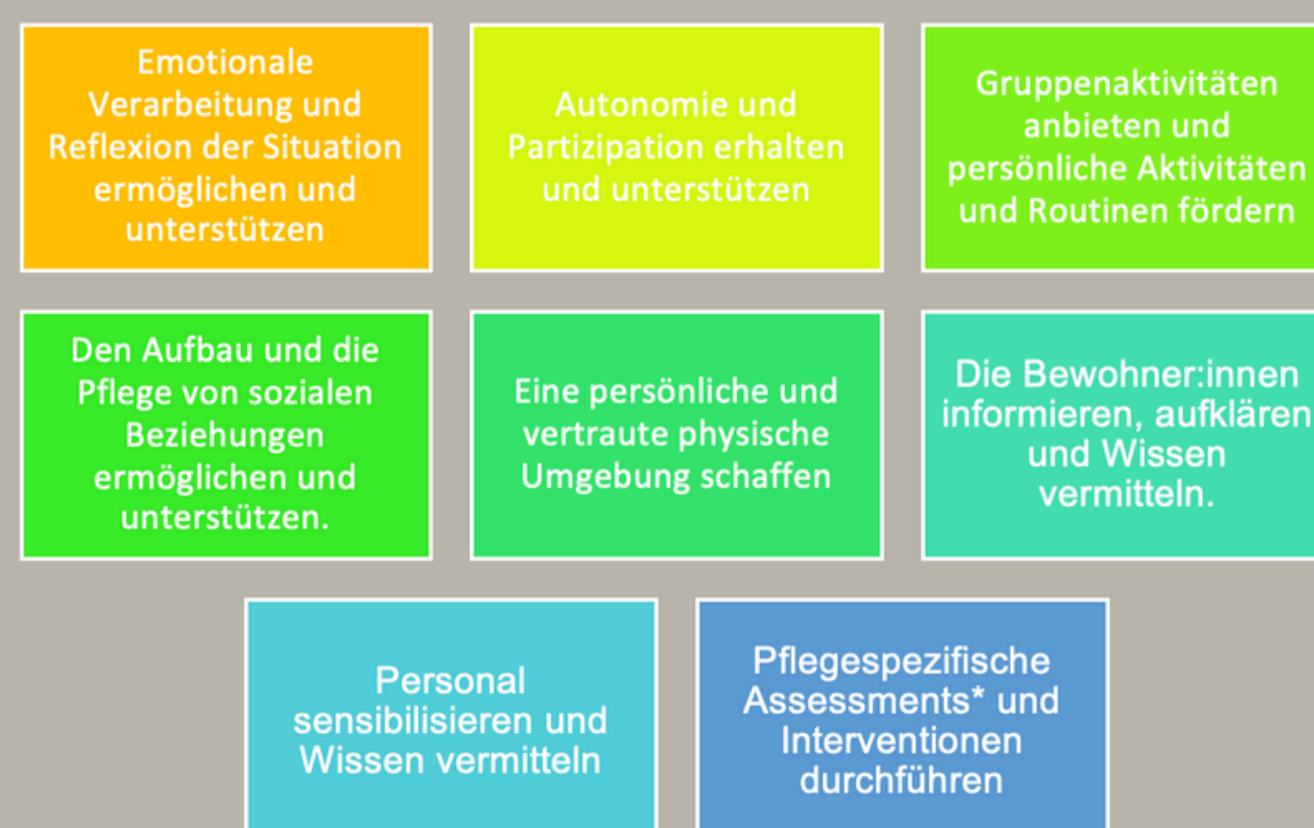 Emotionale
Verarbeitung und
Reflexion der Situation
ermöglichen und
unterstützen
Autonomie und
Partizipation erhalten
und unterstützen
Gruppenaktivitäten
anbieten und
persönliche Aktivitäten
und Routinen fördern
Den Aufbau und die
Pflege von sozialen
Beziehungen
ermöglichen und
unterstützen.
Eine persönliche und
vertraute physische
Umgebung schaffen
Die Bewohner:innen
informieren, aufklären
und Wissen
vermitteln.
Personal
sensibilisieren und
Wissen vermitteln
Pflegespezifische
Assessments* und
Interventionen
durchführen